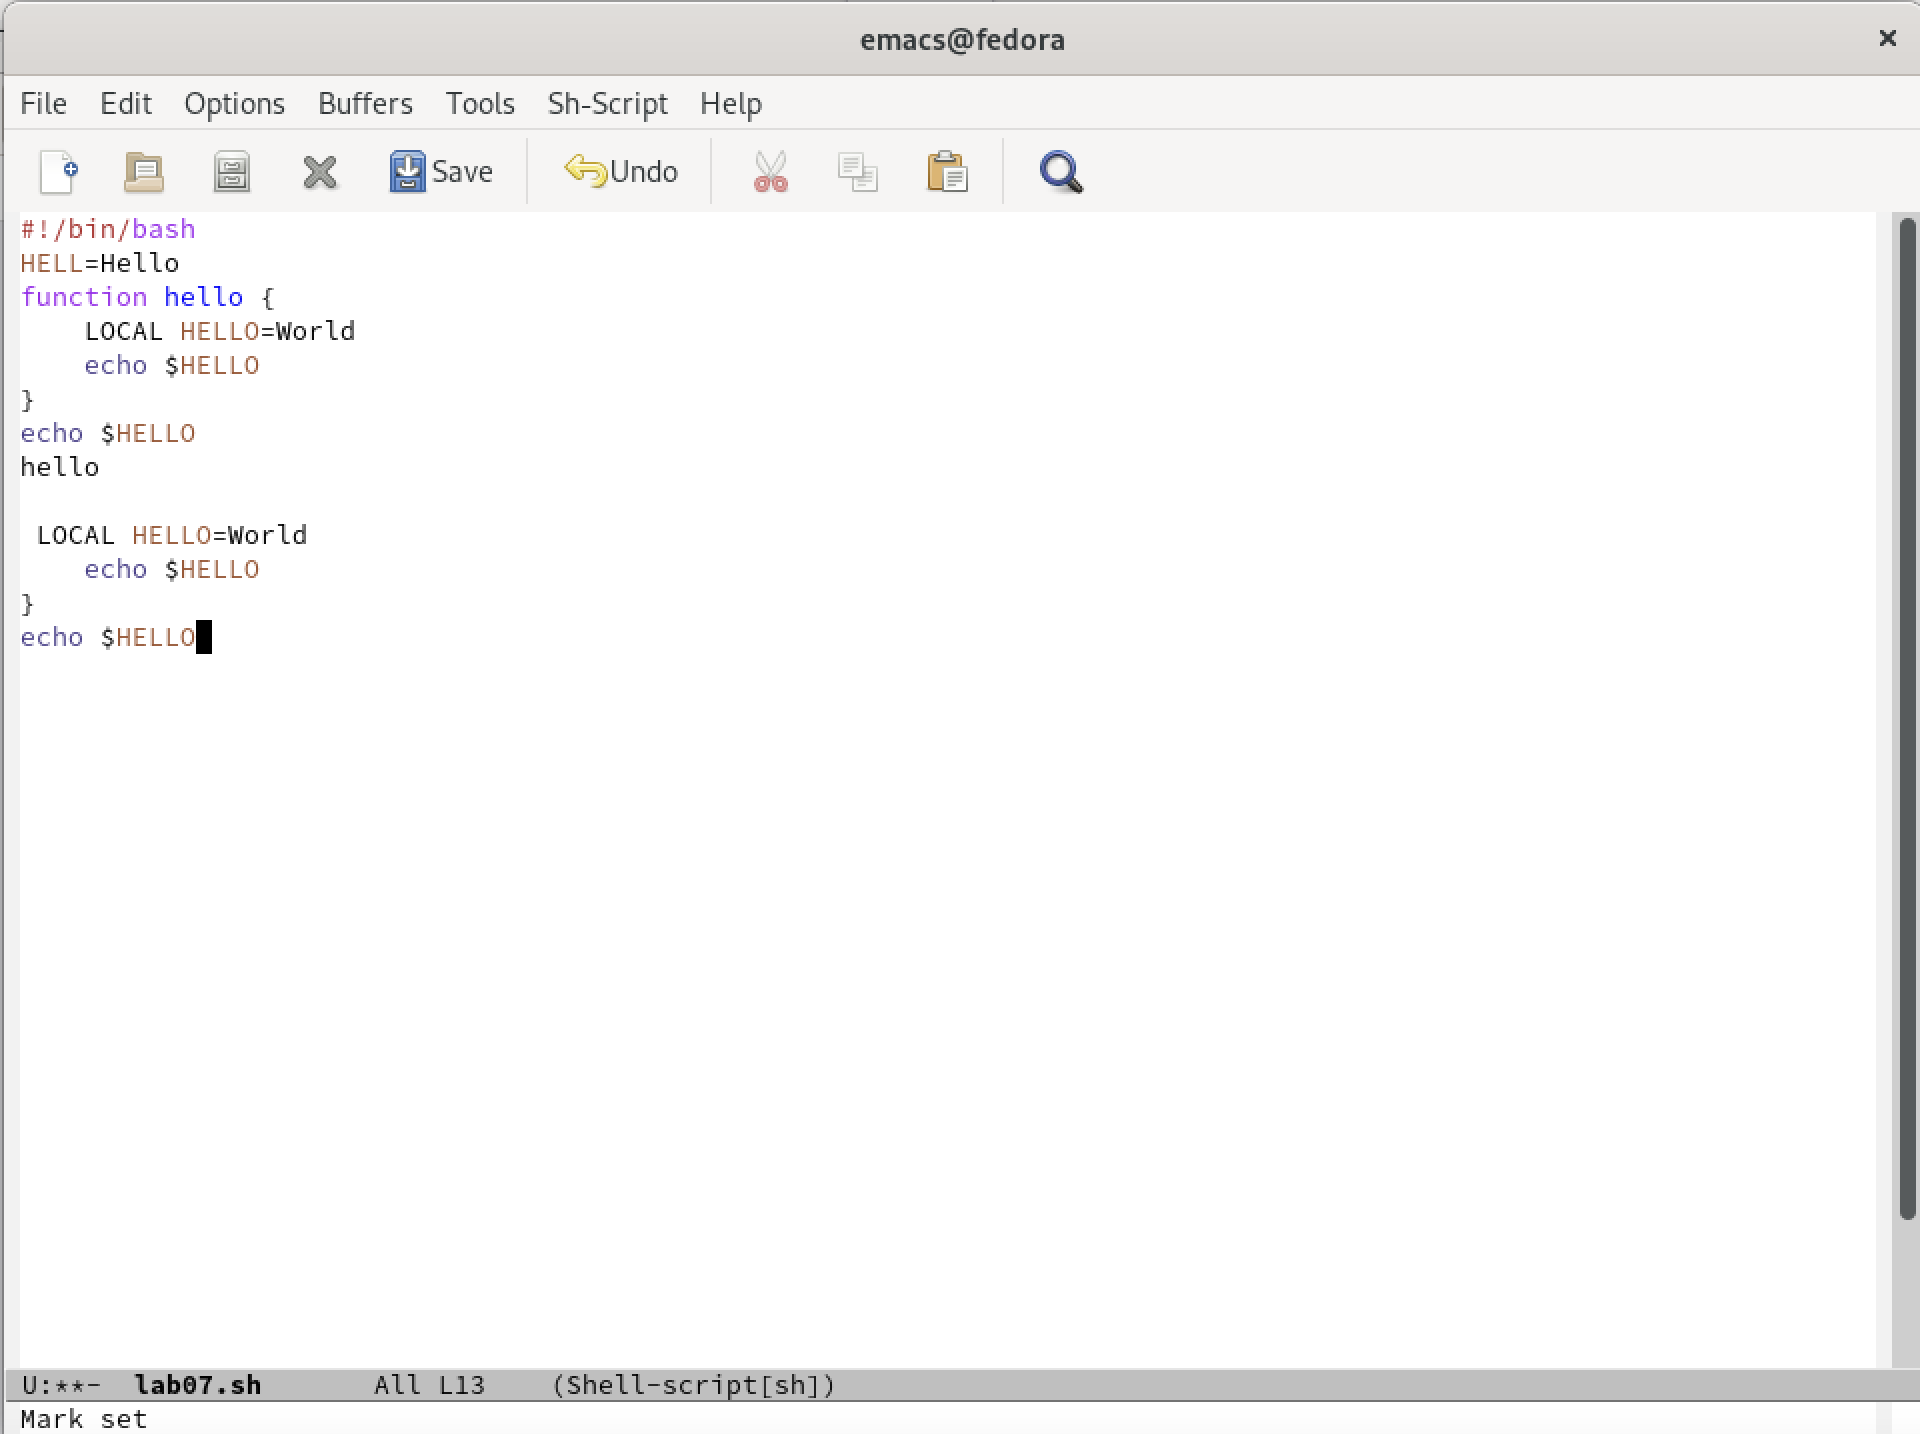 emacs@fedora
File Edit Options Buffers Tools Sh-Script Help
Save Undo
#!/bin/bash
HELL=Hello
function hello {
    LOCAL HELLO=World
    echo $HELLO
}
echo $HELLO
hello

 LOCAL HELLO=World
    echo $HELLO
}
echo $HELLO
U:**-  lab07.sh       All L13    (Shell-script[sh])
Mark set